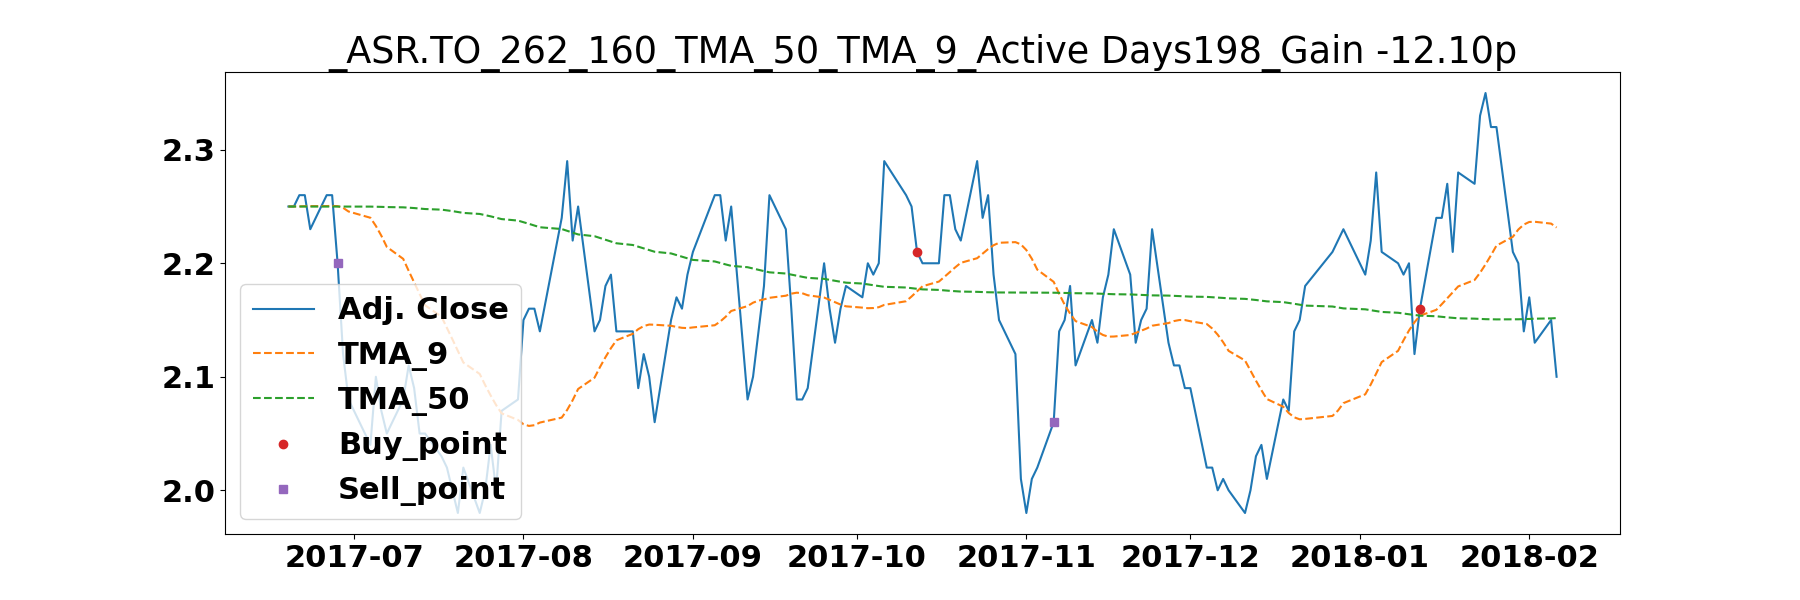 _ASR.TO_262_160_TMA_50_TMA_9_Active Days198_Gain -12.10p
2.3
2.2
2.1
2.0
Adj. Close
TMA_9
TMA_50
Buy_point
Sell_point
2017-07 2017-08 2017-09 2017-10 2017-11 2017-12 2018-01 2018-02